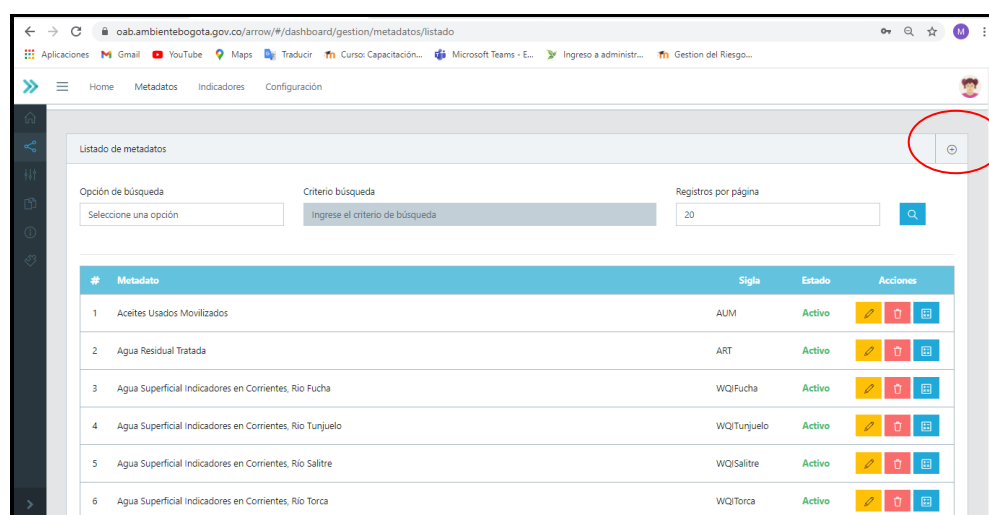 oab.ambientebogota.gov.co/arrow/#/dashboard/gestion/metadatos/listado
M
Aplicaciones M Gmail YouTube Maps Traducir Curso: Capacitación... Microsoft Teams - E... Ingreso a administr... Gestion del Riesgo...
Home Metadatos Indicadores Configuración
Listado de metadatos
Opción de búsqueda Criterio búsqueda Registros por página
Seleccione una opción Ingrese el criterio de búsqueda 20
# Metadato Sigla Estado Acciones
1 Aceites Usados Movilizados AUM Activo
2 Agua Residual Tratada ART Activo
3 Agua Superficial Indicadores en Corrientes, Rio Fucha WQIFucha Activo
4 Agua Superficial Indicadores en Corrientes, Rio Tunjuelo WQITunjuelo Activo
5 Agua Superficial Indicadores en Corrientes, Río Salitre WQISalitre Activo
6 Agua Superficial Indicadores en Corrientes, Río Torca WQITorca Activo